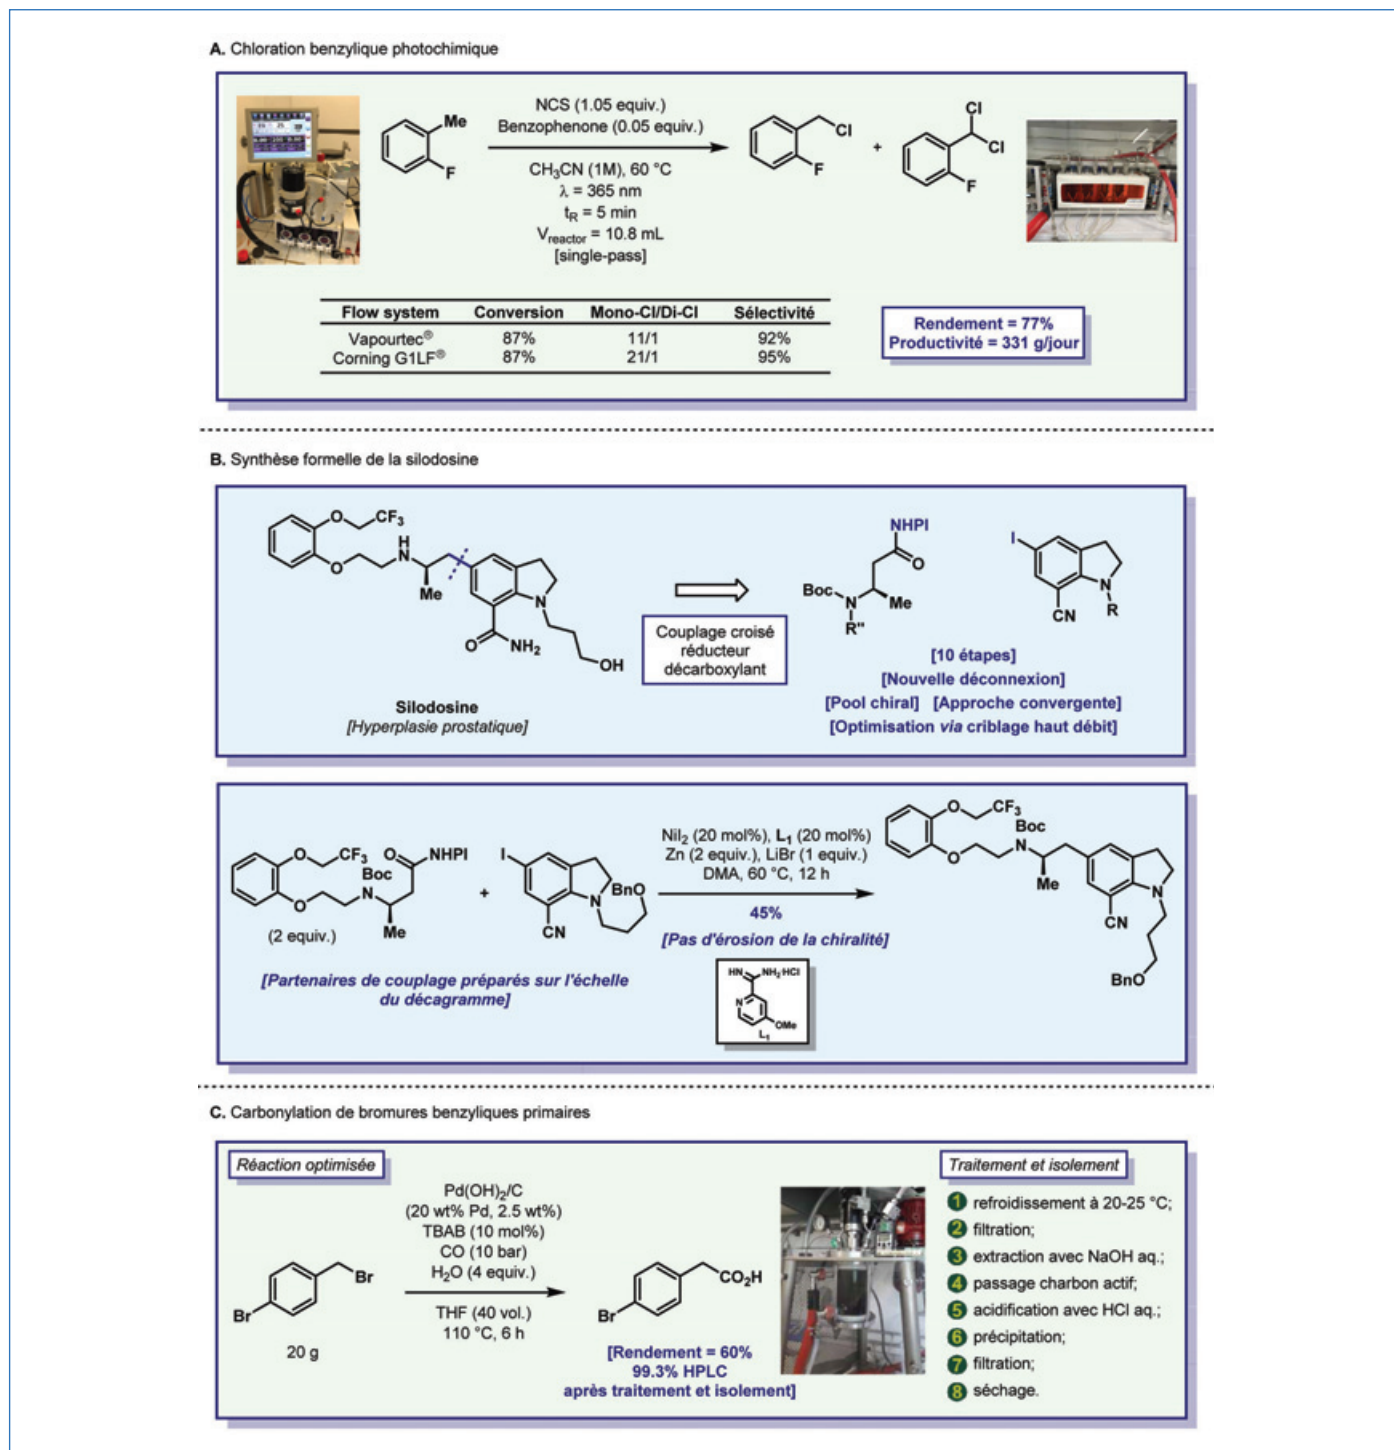 A. Chloration benzylique photochimique
Me
F
NCS (1.05 equiv.)
Benzophenone (0.05 equiv.)
CH₃CN (1M), 60 °C
λ = 365 nm
tR = 5 min
Vreactor = 10.8 mL
[single-pass]
Cl
F
+
Cl
Cl
F
Flow system Conversion Mono-Cl/Di-Cl Sélectivité
Vapourtec® 87% 11/1 92%
Corning G1LF® 87% 21/1 95%
Rendement = 77%
Productivité = 331 g/jour
B. Synthèse formelle de la silodosine
O CF₃
O
H
N
Me
N
O NH₂
OH
Silodosine
[Hyperplasie prostatique]
Couplage croisé
réducteur
décarboxylant
NHPI
O
Boc N Me
R"
I
N
CN R
[10 étapes]
[Nouvelle déconnexion]
[Pool chiral] [Approche convergente]
[Optimisation via criblage haut débit]
O CF₃
O NHPI
Boc
O N
Me
(2 equiv.)
+
I
N BnO
CN
[Partenaires de couplage préparés sur l'échelle
du décagramme]
NiI₂ (20 mol%), L₁ (20 mol%)
Zn (2 equiv.), LiBr (1 equiv.)
DMA, 60 °C, 12 h
45%
[Pas d'érosion de la chiralité]
HN NH₂·HCl
N
OMe
L₁
O CF₃
Boc
O N
Me
N
CN
BnO
C. Carbonylation de bromures benzyliques primaires
Réaction optimisée
Br
Br
20 g
Pd(OH)₂/C
(20 wt% Pd, 2.5 wt%)
TBAB (10 mol%)
CO (10 bar)
H₂O (4 equiv.)
THF (40 vol.)
110 °C, 6 h
CO₂H
Br
[Rendement = 60%
99.3% HPLC
après traitement et isolement]
Traitement et isolement
1 refroidissement à 20-25 °C;
2 filtration;
3 extraction avec NaOH aq.;
4 passage charbon actif;
5 acidification avec HCl aq.;
6 précipitation;
7 filtration;
8 séchage.